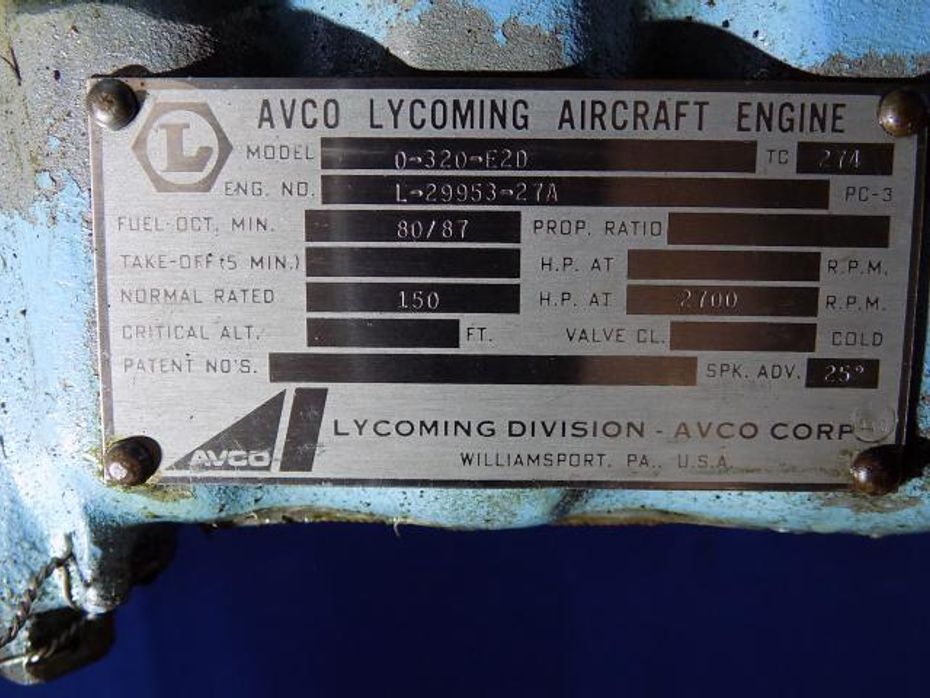 L
AVCO LYCOMING AIRCRAFT ENGINE
MODEL O-320-E2D TC 274
ENG. NO. L-29953-27A PC-3
FUEL-OCT, MIN. 80/87 PROP. RATIO
TAKE-OFF (5 MIN.) H.P. AT R.P.M.
NORMAL RATED 150 H.P. AT 2700 R.P.M.
CRITICAL ALT. FT. VALVE CL. COLD
PATENT NO'S. SPK. ADV. 25°
AVCO
LYCOMING DIVISION - AVCO CORP
WILLIAMSPORT, PA., U.S.A.